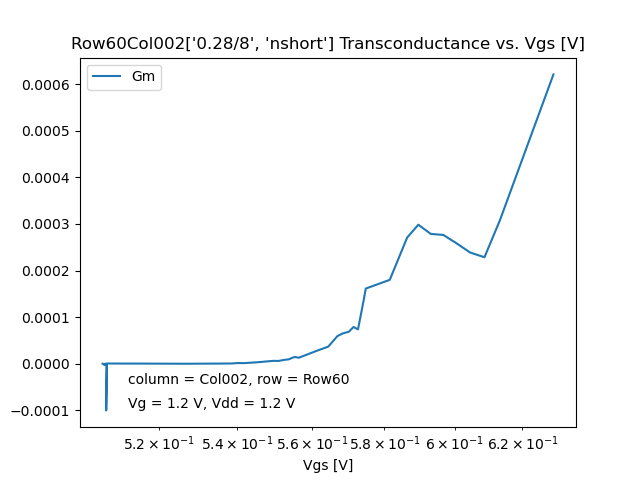 Row60Col002['0.28/8', 'nshort'] Transconductance vs. Vgs [V]
Gm
0.0006
0.0005
0.0004
0.0003
0.0002
0.0001
0.0000
−0.0001
column = Col002, row = Row60
Vg = 1.2 V, Vdd = 1.2 V
5.2 × 10⁻¹ 5.4 × 10⁻¹ 5.6 × 10⁻¹ 5.8 × 10⁻¹ 6 × 10⁻¹ 6.2 × 10⁻¹
Vgs [V]